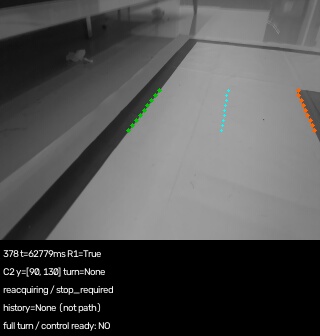 378 t=62779ms R1=True
C2 y=[90, 130] turn=None
reacquiring / stop_required
history=None (not path)
full turn / control ready: NO